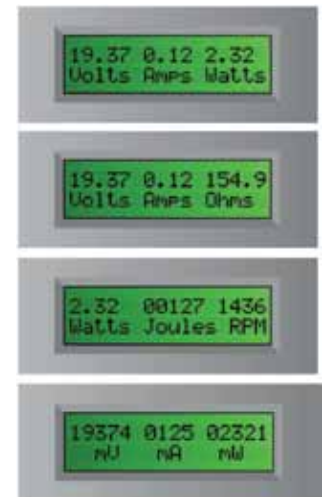 19.37 0.12 2.32
Volts Amps Watts
19.37 0.12 154.9
Volts Amps Ohms
2.32 00127 1436
Watts Joules RPM
19374 0125 02321
mV mA mW